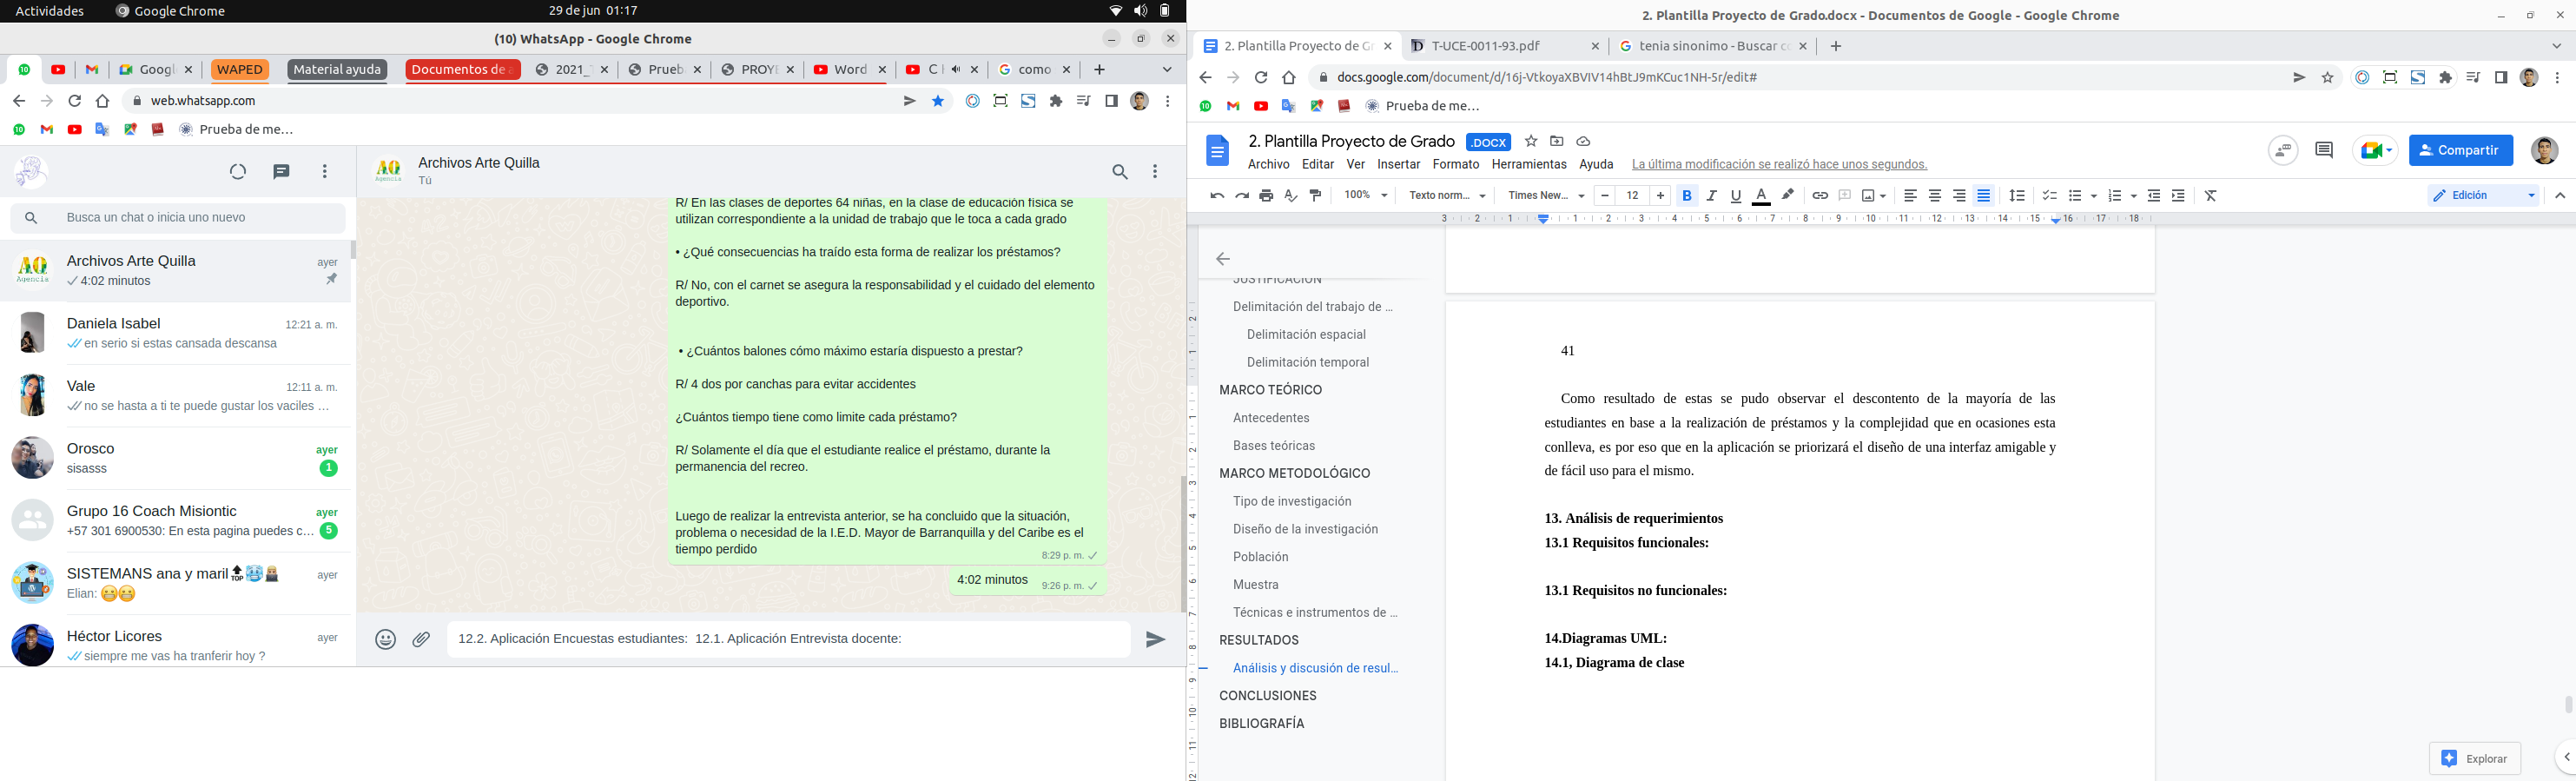 Actividades
Google Chrome
29 de jun 01:17
(10) WhatsApp - Google Chrome
Googl
WAPED
Material ayuda
Documentos de a
2021_
Prueb
PROYE
Word
C
como
web.whatsapp.com
Prueba de me…
Busca un chat o inicia uno nuevo
Archivos Arte Quilla
ayer
4:02 minutos
Daniela Isabel
12:21 a. m.
en serio si estas cansada descansa
Vale
12:11 a. m.
no se hasta a ti te puede gustar los vaciles …
Orosco
ayer
sisasss
1
Grupo 16 Coach Misiontic
ayer
+57 301 6900530: En esta pagina puedes c…
5
SISTEMANS ana y maril
ayer
Elian:
Héctor Licores
ayer
siempre me vas ha tranferir hoy ?
AQ
Agencia
Archivos Arte Quilla
Tú
R/ En las clases de deportes 64 niñas, en la clase de educación física se
utilizan correspondiente a la unidad de trabajo que le toca a cada grado
• ¿Qué consecuencias ha traído esta forma de realizar los préstamos?
R/ No, con el carnet se asegura la responsabilidad y el cuidado del elemento
deportivo.
• ¿Cuántos balones cómo máximo estaría dispuesto a prestar?
R/ 4 dos por canchas para evitar accidentes
¿Cuántos tiempo tiene como limite cada préstamo?
R/ Solamente el día que el estudiante realice el préstamo, durante la
permanencia del recreo.
Luego de realizar la entrevista anterior, se ha concluido que la situación,
problema o necesidad de la I.E.D. Mayor de Barranquilla y del Caribe es el
tiempo perdido
8:29 p. m.
4:02 minutos
9:26 p. m.
12.2. Aplicación Encuestas estudiantes: 12.1. Aplicación Entrevista docente:
2. Plantilla Proyecto de Grado.docx - Documentos de Google - Google Chrome
2. Plantilla Proyecto de Gr
T-UCE-0011-93.pdf
tenia sinonimo - Buscar co
docs.google.com/document/d/16j-VtkoyaXBVIV14hBtJ9mKCuc1NH-5r/edit#
Prueba de me…
2. Plantilla Proyecto de Grado
.DOCX
Archivo Editar Ver Insertar Formato Herramientas Ayuda
La última modificación se realizó hace unos segundos.
Compartir
100%
Texto norm…
Times New…
12
Edición
JUSTIFICACIÓN
Delimitación del trabajo de …
Delimitación espacial
Delimitación temporal
MARCO TEÓRICO
Antecedentes
Bases teóricas
MARCO METODOLÓGICO
Tipo de investigación
Diseño de la investigación
Población
Muestra
Técnicas e instrumentos de …
RESULTADOS
Análisis y discusión de resul…
CONCLUSIONES
BIBLIOGRAFÍA
41
Como resultado de estas se pudo observar el descontento de la mayoría de las
estudiantes en base a la realización de préstamos y la complejidad que en ocasiones esta
conlleva, es por eso que en la aplicación se priorizará el diseño de una interfaz amigable y
de fácil uso para el mismo.
13. Análisis de requerimientos
13.1 Requisitos funcionales:
13.1 Requisitos no funcionales:
14.Diagramas UML:
14.1, Diagrama de clase
Explorar